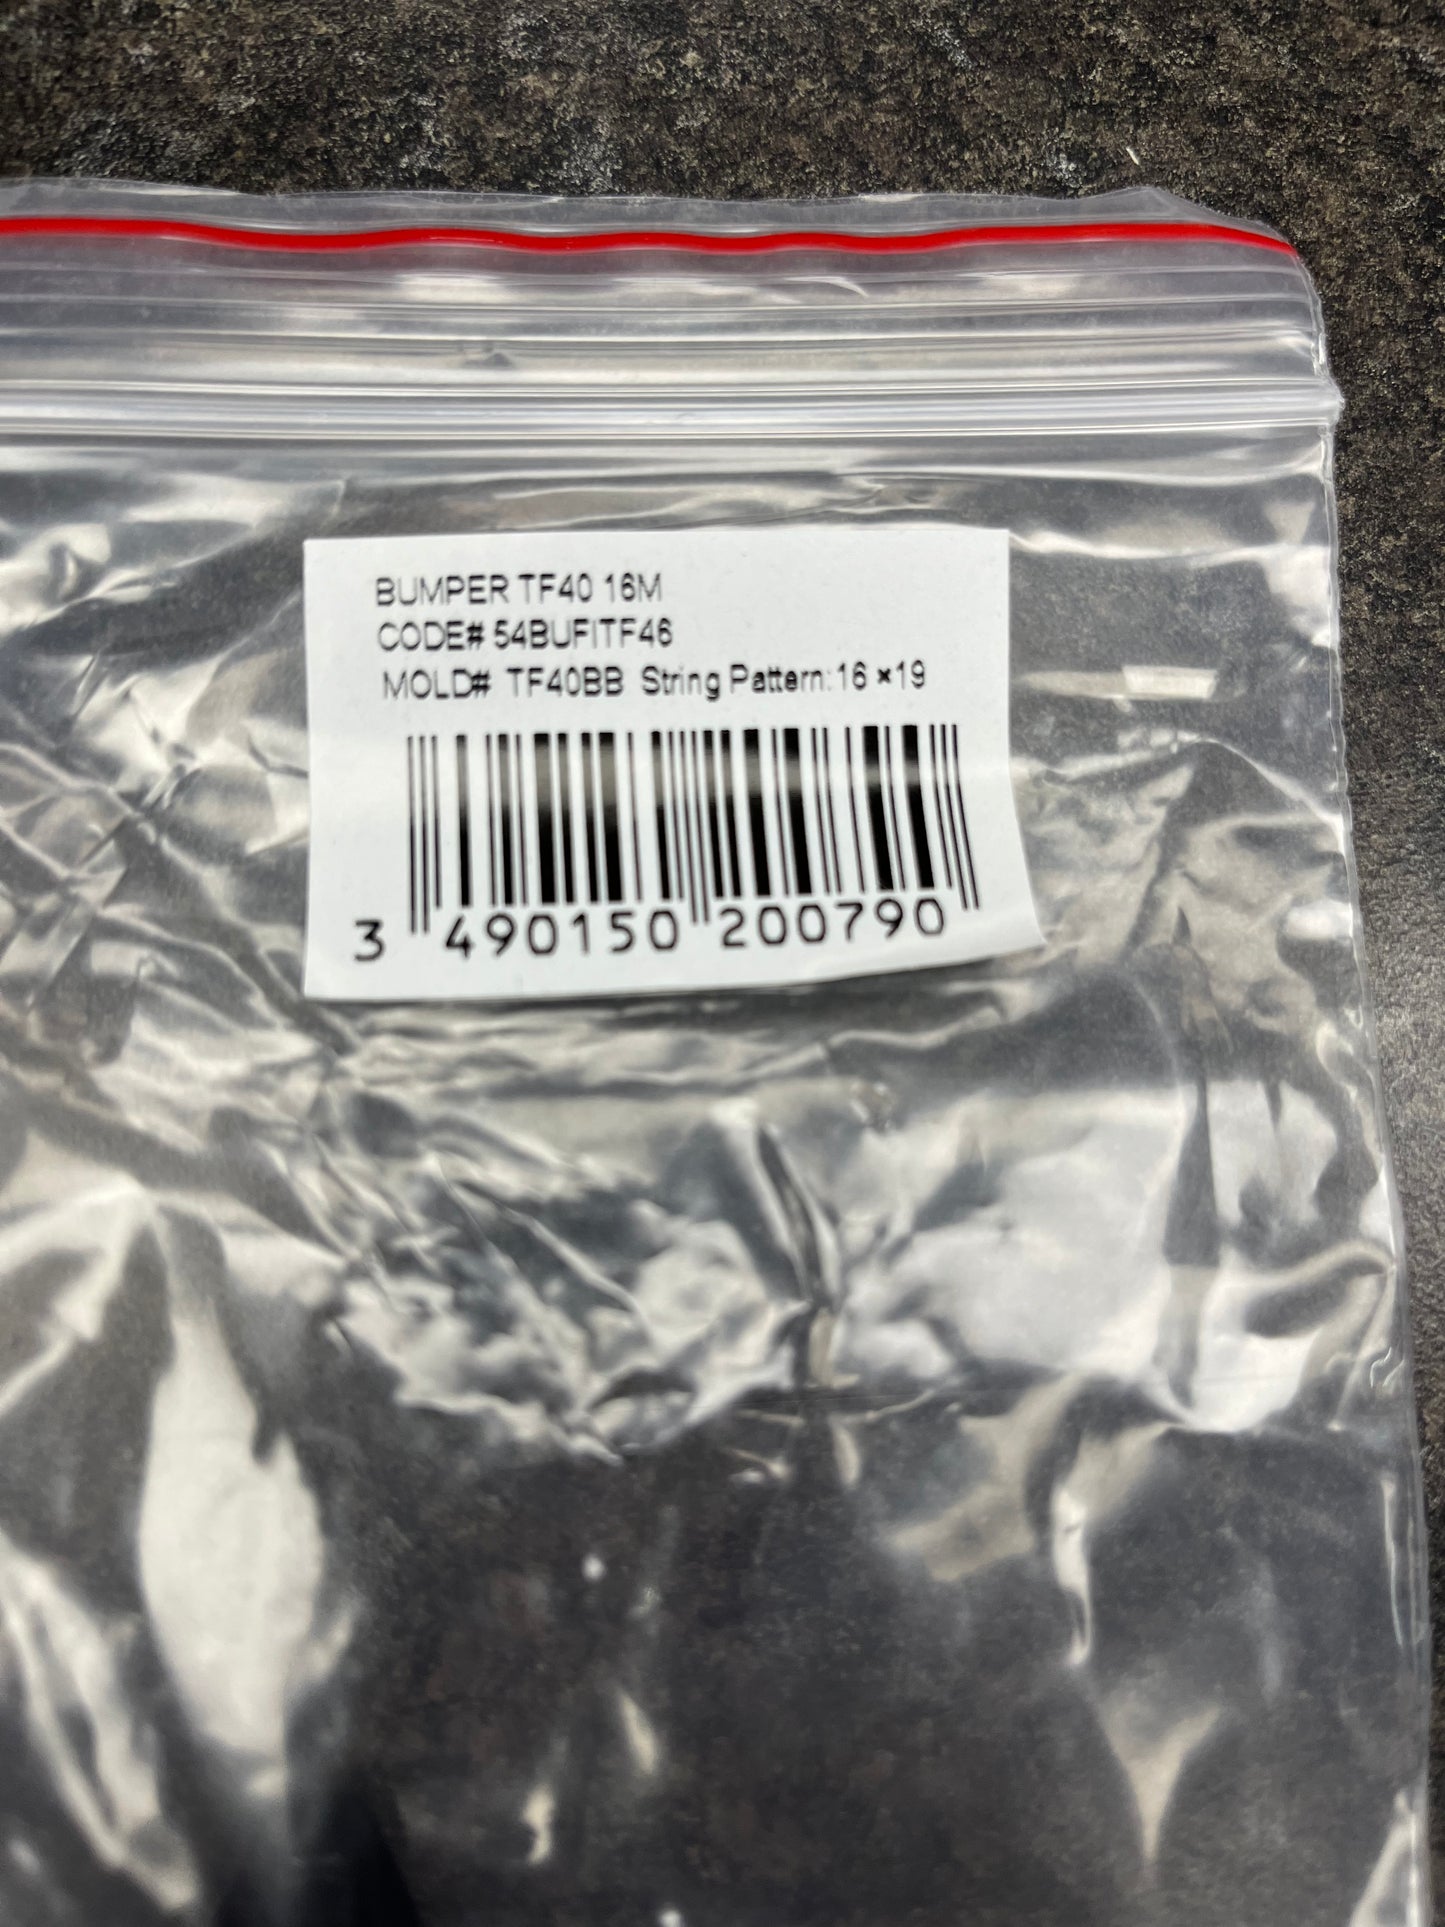 BUMPER TF40 16M
CODE# 54BUFITF46
MOLD# TF40BB String Pattern:16 ×19
3 490150 200790